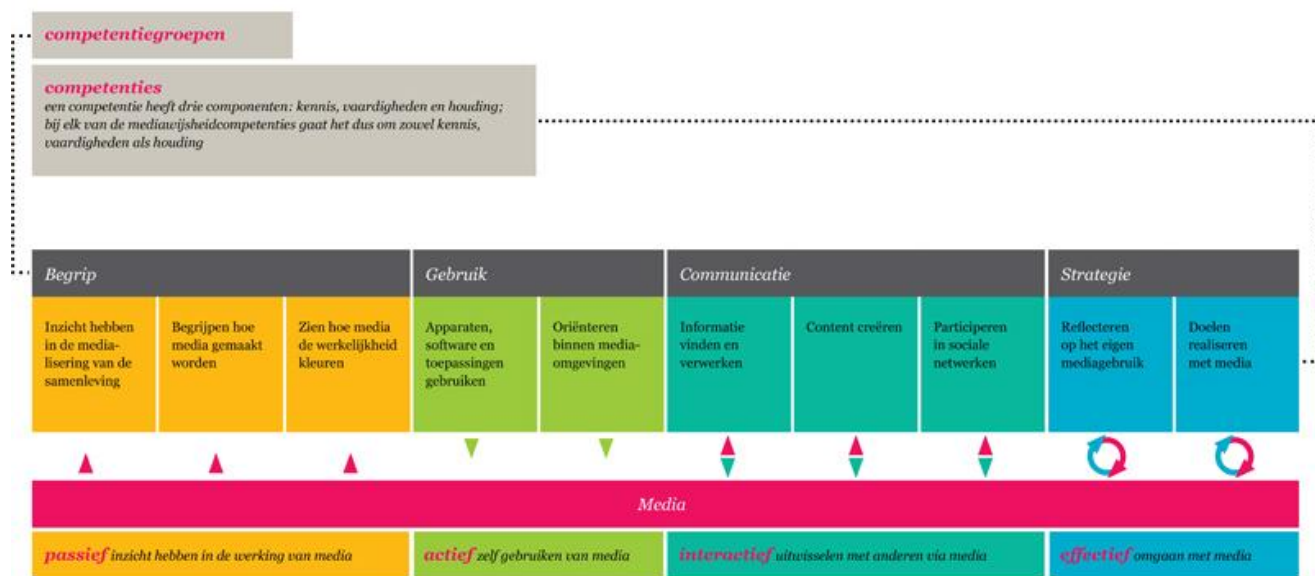 competentiegroepen
competenties
een competentie heeft drie componenten: kennis, vaardigheden en houding;
bij elk van de mediawijsheidcompetenties gaat het dus om zowel kennis,
vaardigheden als houding
Begrip
Gebruik
Communicatie
Strategie
Inzicht hebben
in de media-
lisering van de
samenleving
Begrijpen hoe
media gemaakt
worden
Zien hoe media
de werkelijkheid
kleuren
Apparaten,
software en
toepassingen
gebruiken
Oriënteren
binnen media-
omgevingen
Informatie
vinden en
verwerken
Content creëren
Participeren
in sociale
netwerken
Reflecteren
op het eigen
mediagebruik
Doelen
realiseren
met media
Media
passief inzicht hebben in de werking van media
actief zelf gebruiken van media
interactief uitwisselen met anderen via media
effectief omgaan met media